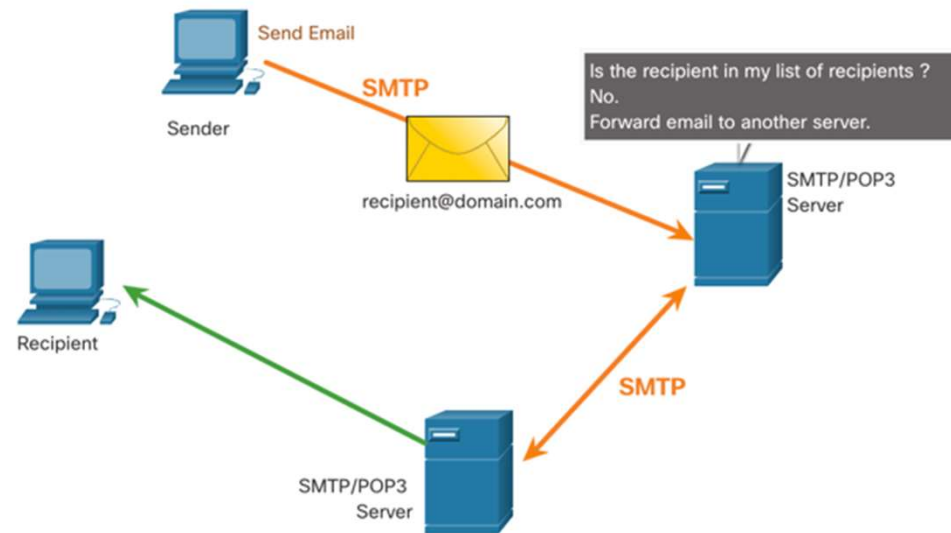 Send Email
SMTP
Sender
recipient@domain.com
Is the recipient in my list of recipients ?
No.
Forward email to another server.
SMTP/POP3
Server
Recipient
SMTP
SMTP/POP3
Server